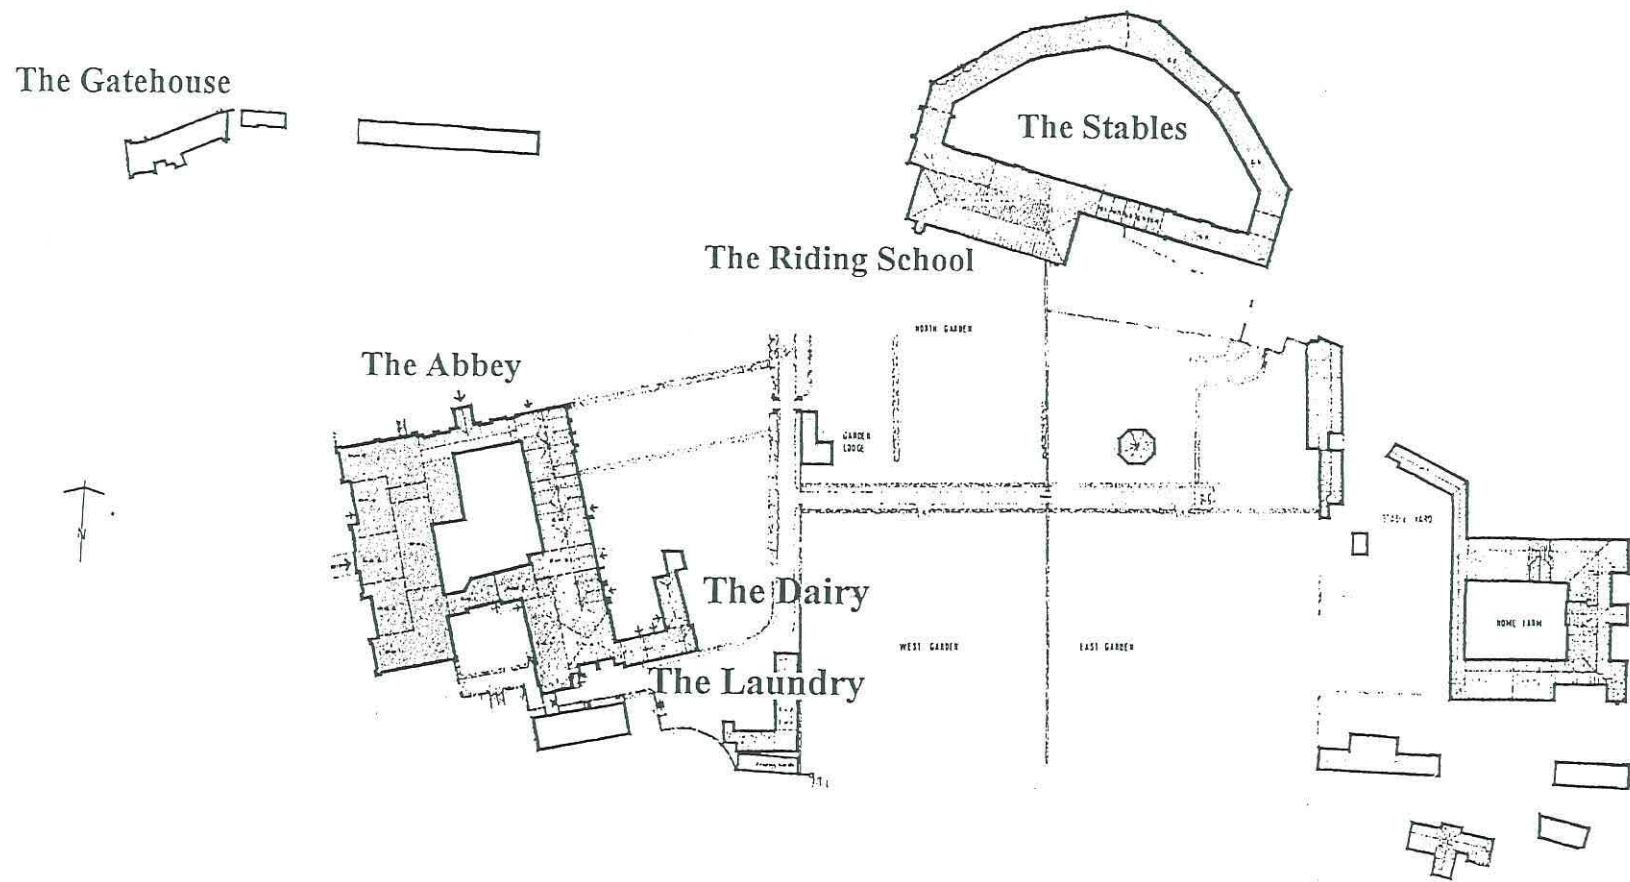 The Gatehouse
The Stables
The Riding School
NORTH GARDEN
The Abbey
GARDEN
LODGE
N
STABLE YARD
The Dairy
HOME FARM
WEST GARDEN
EAST GARDEN
The Laundry